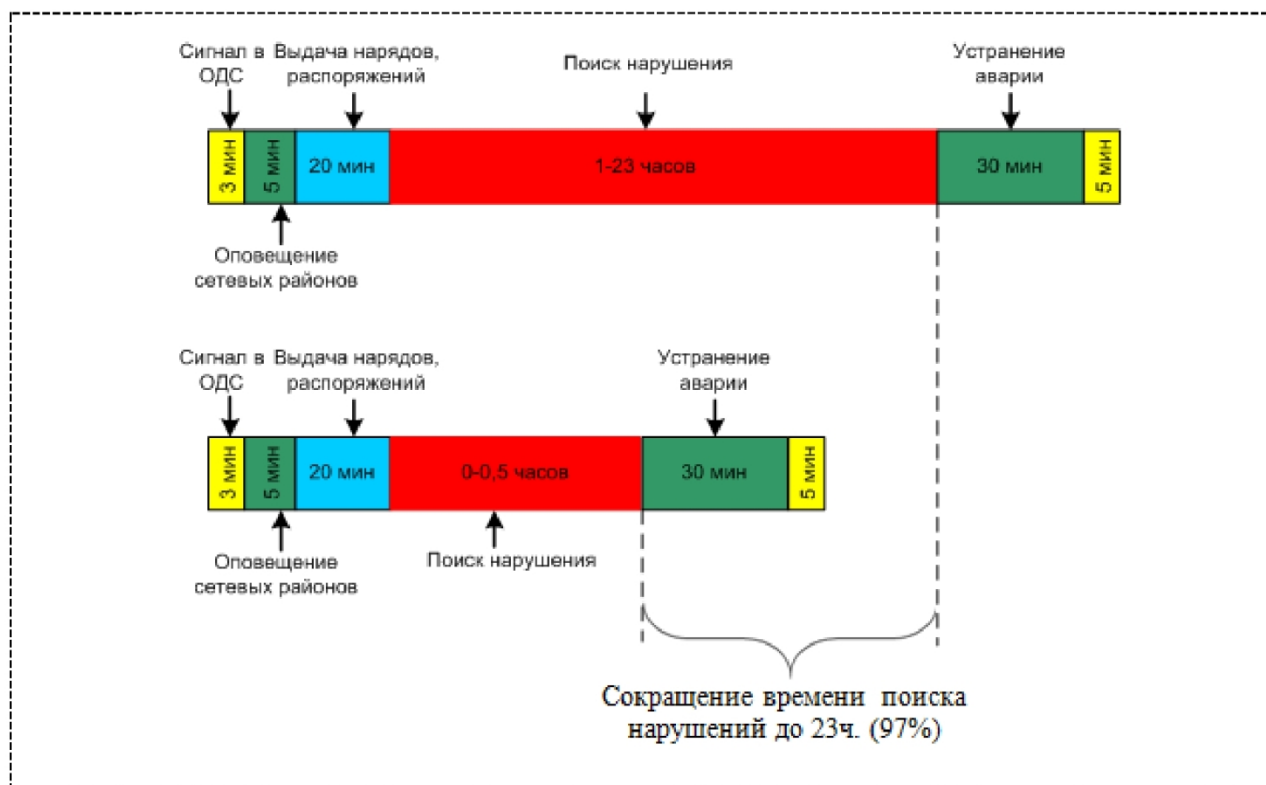 Сигнал в
ОДС
Выдача нарядов,
распоряжений
Поиск нарушения
Устранение
аварии
3 мин
5 мин
20 мин
1-23 часов
30 мин
5 мин
Оповещение
сетевых районов
Сигнал в
ОДС
Выдача нарядов,
распоряжений
Устранение
аварии
3 мин
5 мин
20 мин
0-0,5 часов
30 мин
5 мин
Оповещение
сетевых районов
Поиск нарушения
Сокращение времени поиска
нарушений до 23ч. (97%)